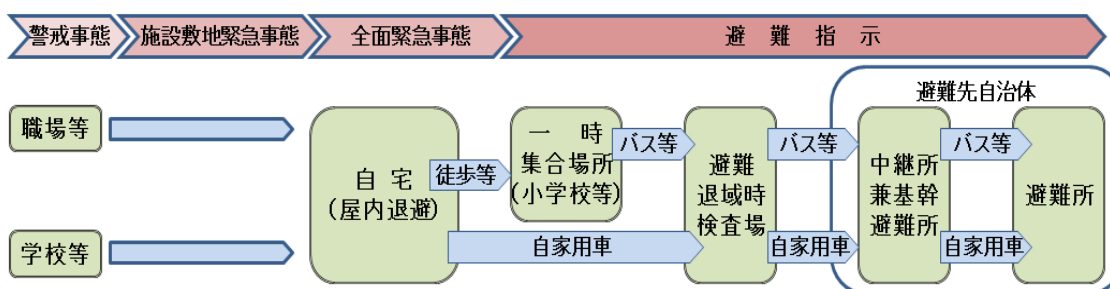 警戒事態
施設敷地緊急事態
全面緊急事態
避難指示
避難先自治体
職場等
学校等
自宅
(屋内退避)
徒歩等
一時
集合場所
(小学校等)
バス等
自家用車
避難
退域時
検査場
バス等
自家用車
中継所
兼基幹
避難所
バス等
自家用車
避難所